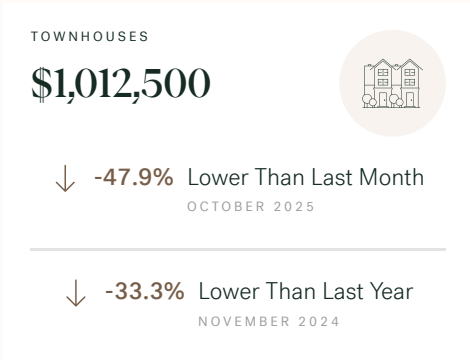 TOWNHOUSES
$1,012,500
-47.9% Lower Than Last Month
OCTOBER 2025
-33.3% Lower Than Last Year
NOVEMBER 2024